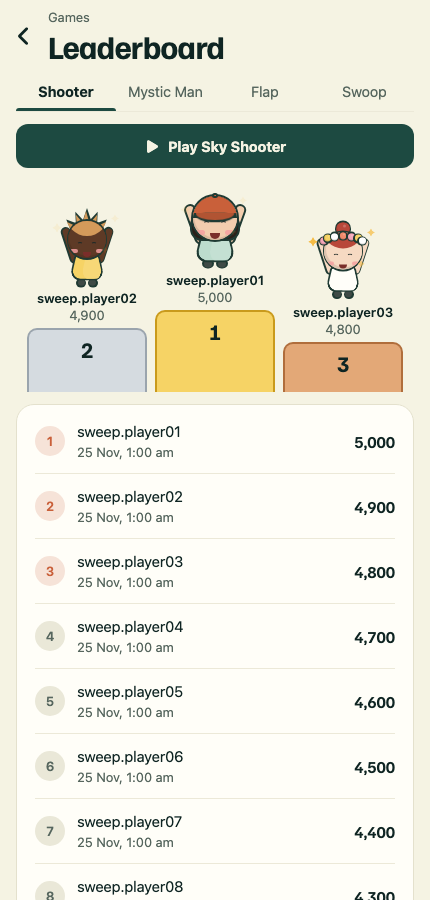 Games
Leaderboard
Shooter
Mystic Man
Flap
Swoop
Play Sky Shooter
sweep.player02
4,900
2
sweep.player01
5,000
1
sweep.player03
4,800
3
1
sweep.player01
25 Nov, 1:00 am
5,000
2
sweep.player02
25 Nov, 1:00 am
4,900
3
sweep.player03
25 Nov, 1:00 am
4,800
4
sweep.player04
25 Nov, 1:00 am
4,700
5
sweep.player05
25 Nov, 1:00 am
4,600
6
sweep.player06
25 Nov, 1:00 am
4,500
7
sweep.player07
25 Nov, 1:00 am
4,400
8
sweep.player08
4,300